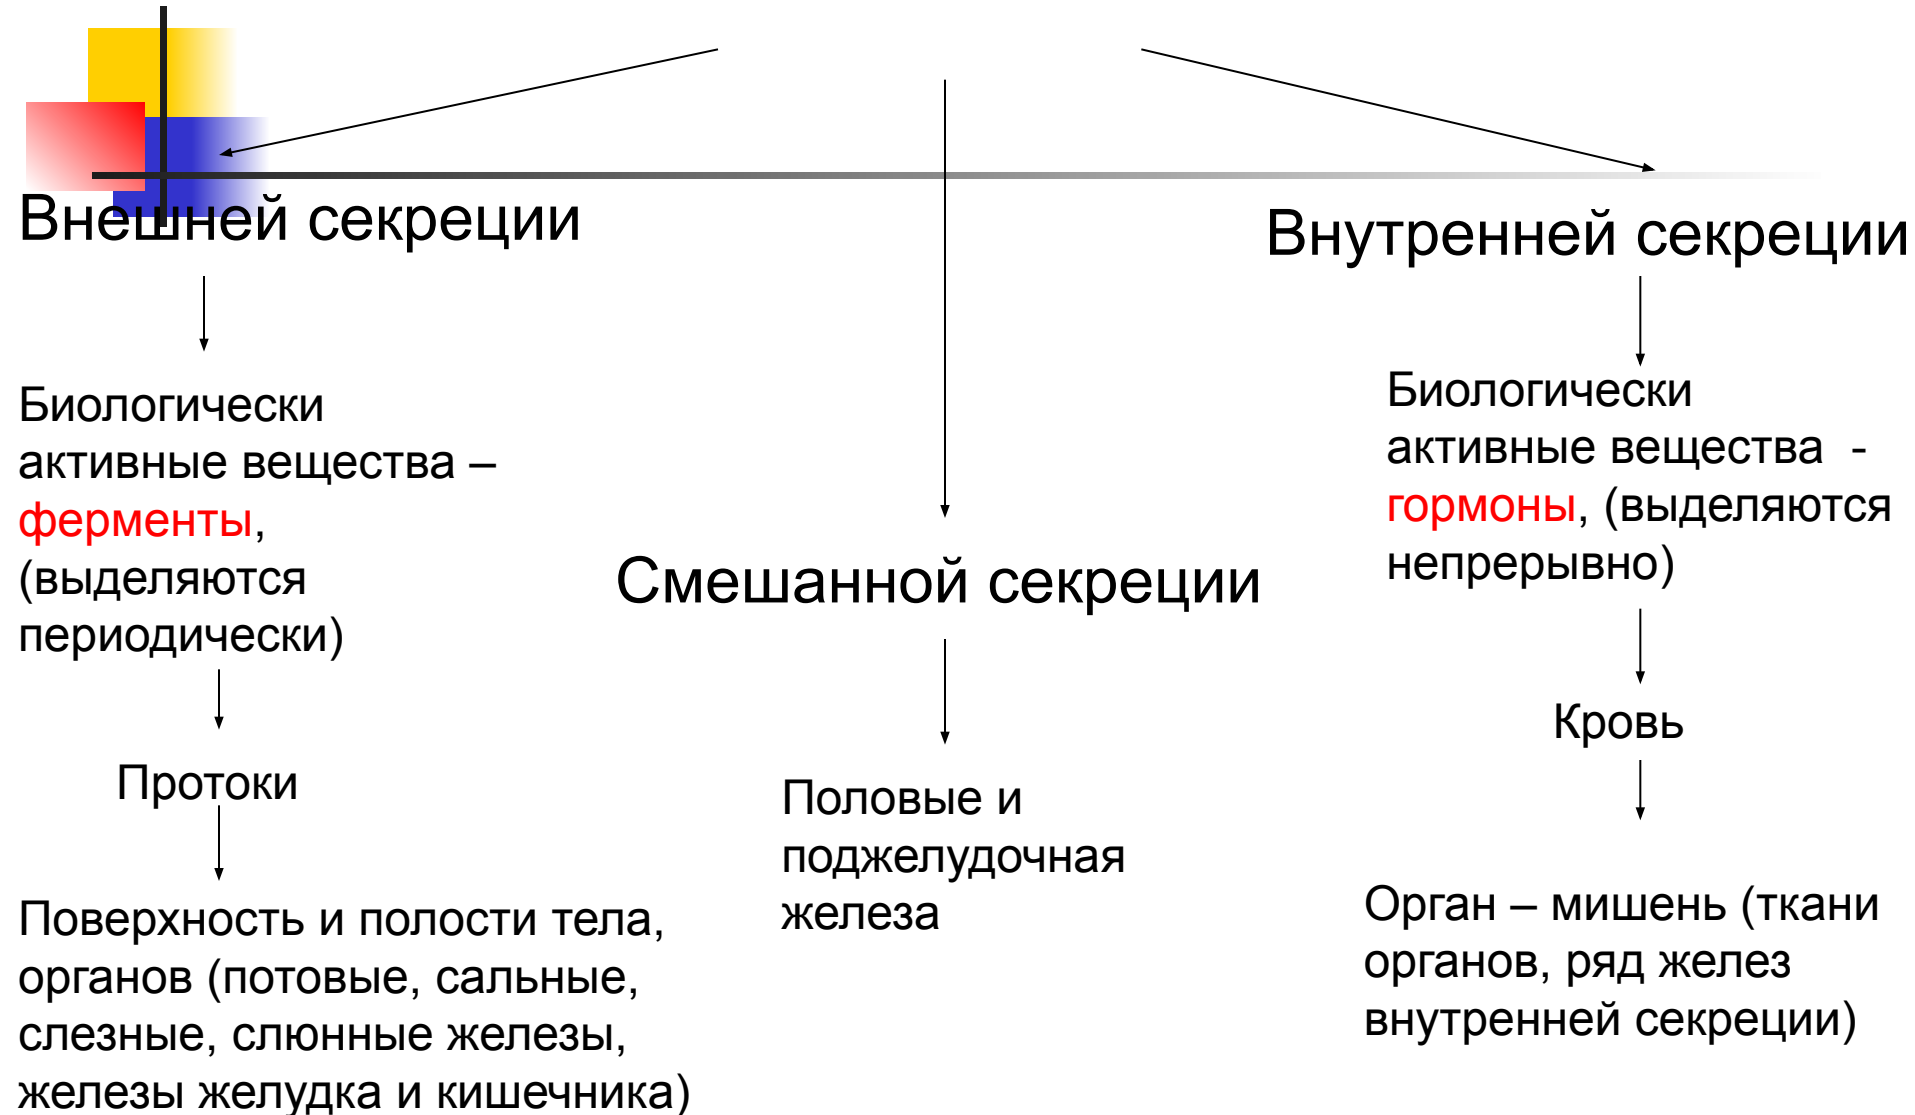 Внешней секреции
Биологически
активные вещества –
ферменты,
(выделяются
периодически)
Протоки
Поверхность и полости тела,
органов (потовые, сальные,
слезные, слюнные железы,
железы желудка и кишечника)
Смешанной секреции
Половые и
поджелудочная
железа
Внутренней секреции
Биологически
активные вещества  -
гормоны, (выделяются
непрерывно)
Кровь
Орган – мишень (ткани
органов, ряд желез
внутренней секреции)